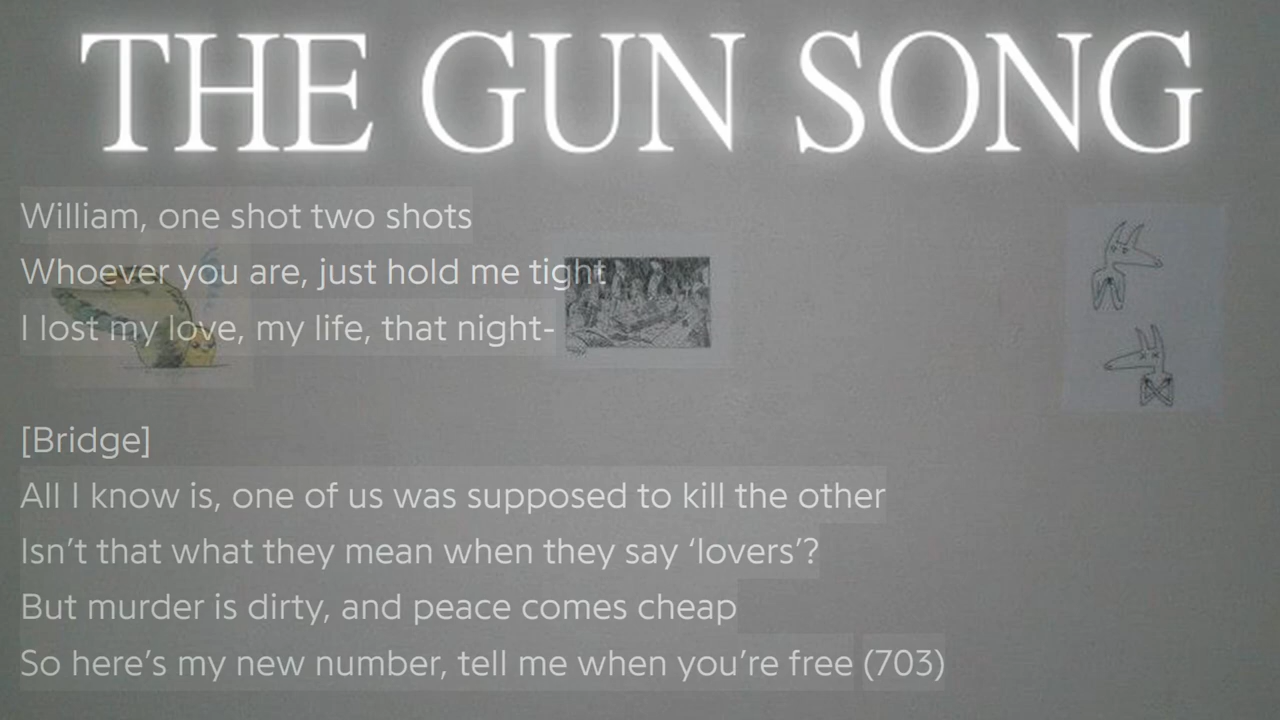 THE GUN SONG
William, one shot two shots
Whoever you are, just hold me tight
I lost my love, my life, that night-
[Bridge]
All I know is, one of us was supposed to kill the other
Isn’t that what they mean when they say ‘lovers’?
But murder is dirty, and peace comes cheap
So here’s my new number, tell me when you’re free (703)